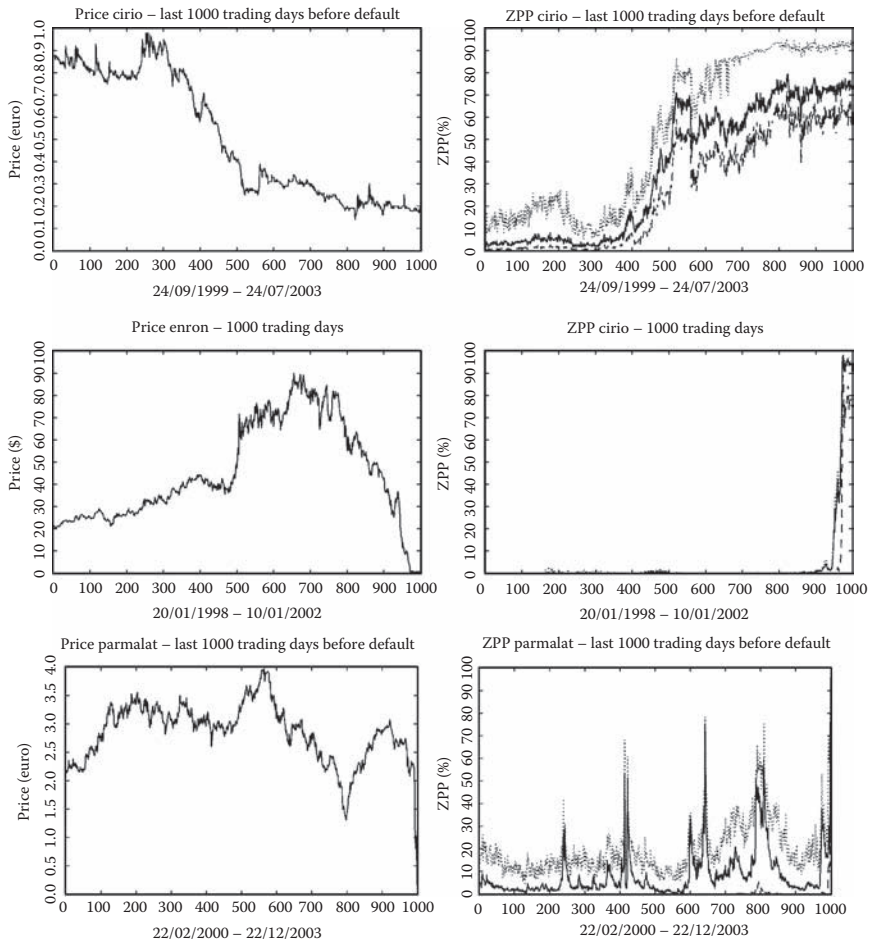 Price cirio – last 1000 trading days before default
Price (euro)
0.0 0.1 0.2 0.3 0.4 0.5 0.6 0.7 0.8 0.9 1.0
0 100 200 300 400 500 600 700 800 900 1000
24/09/1999 – 24/07/2003
ZPP cirio – last 1000 trading days before default
ZPP(%)
0 10 20 30 40 50 60 70 80 90 100
0 100 200 300 400 500 600 700 800 900 1000
24/09/1999 – 24/07/2003
Price enron – 1000 trading days
Price ($)
0 10 20 30 40 50 60 70 80 90 100
0 100 200 300 400 500 600 700 800 900 1000
20/01/1998 – 10/01/2002
ZPP cirio – 1000 trading days
ZPP (%)
0 10 20 30 40 50 60 70 80 90 100
0 100 200 300 400 500 600 700 800 900 1000
20/01/1998 – 10/01/2002
Price parmalat – last 1000 trading days before default
Price (euro)
0.0 0.5 1.0 1.5 2.0 2.5 3.0 3.5 4.0
0 100 200 300 400 500 600 700 800 900 1000
22/02/2000 – 22/12/2003
ZPP parmalat – last 1000 trading days before default
ZPP (%)
0 10 20 30 40 50 60 70 80 90 100
0 100 200 300 400 500 600 700 800 900 1000
22/02/2000 – 22/12/2003